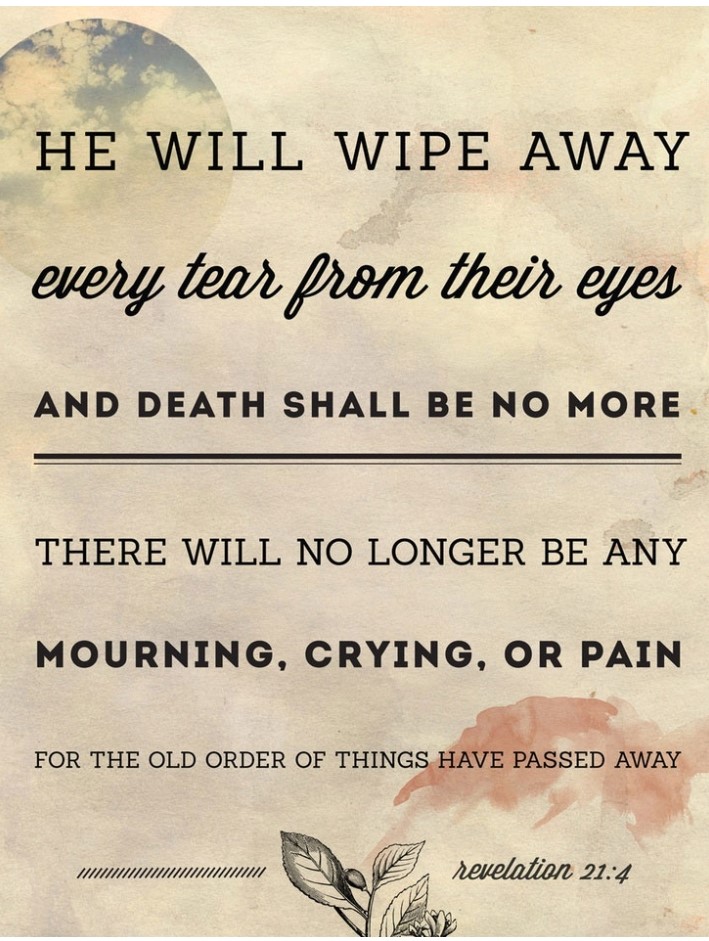 HE WILL WIPE AWAY
every tear from their eyes
AND DEATH SHALL BE NO MORE
THERE WILL NO LONGER BE ANY
MOURNING, CRYING, OR PAIN
FOR THE OLD ORDER OF THINGS HAVE PASSED AWAY
revelation 21:4